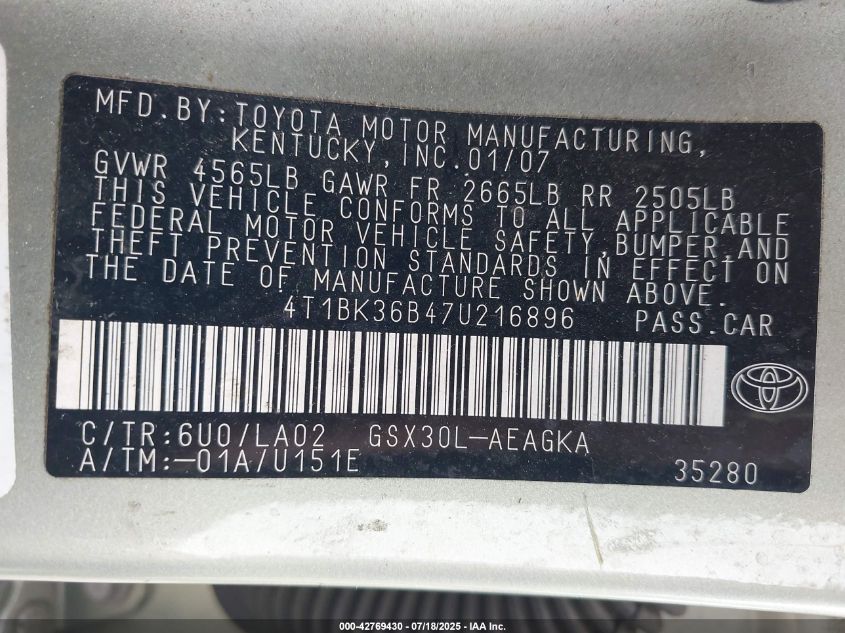 MFD.BY:TOYOTA MOTOR MANUFACTURING,
KENTUCKY,INC.01/07
GVWR 4565LB GAWR FR 2665LB RR 2505LB
THIS VEHICLE CONFORMS TO ALL APPLICABLE
FEDERAL MOTOR VEHICLE SAFETY,BUMPER,AND
THEFT PREVENTION STANDARDS IN EFFECT ON
THE DATE OF MANUFACTURE SHOWN ABOVE.
4T1BK36B47U216896 PASS.CAR
C/TR:6U0/LA02 GSX30L-AEAGKA
A/TM:-01A/U151E 35280
000-42769430 - 07/18/2025 - IAA Inc.